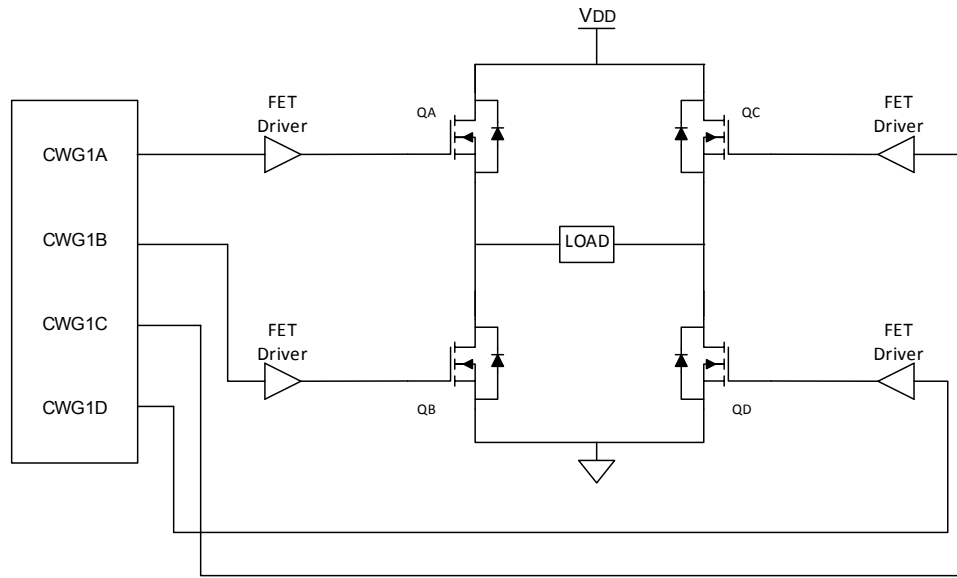 VDD
FET
Driver
QA
QC
FET
Driver
CWG1A
CWG1B
LOAD
CWG1C
FET
Driver
FET
Driver
CWG1D
QB
QD